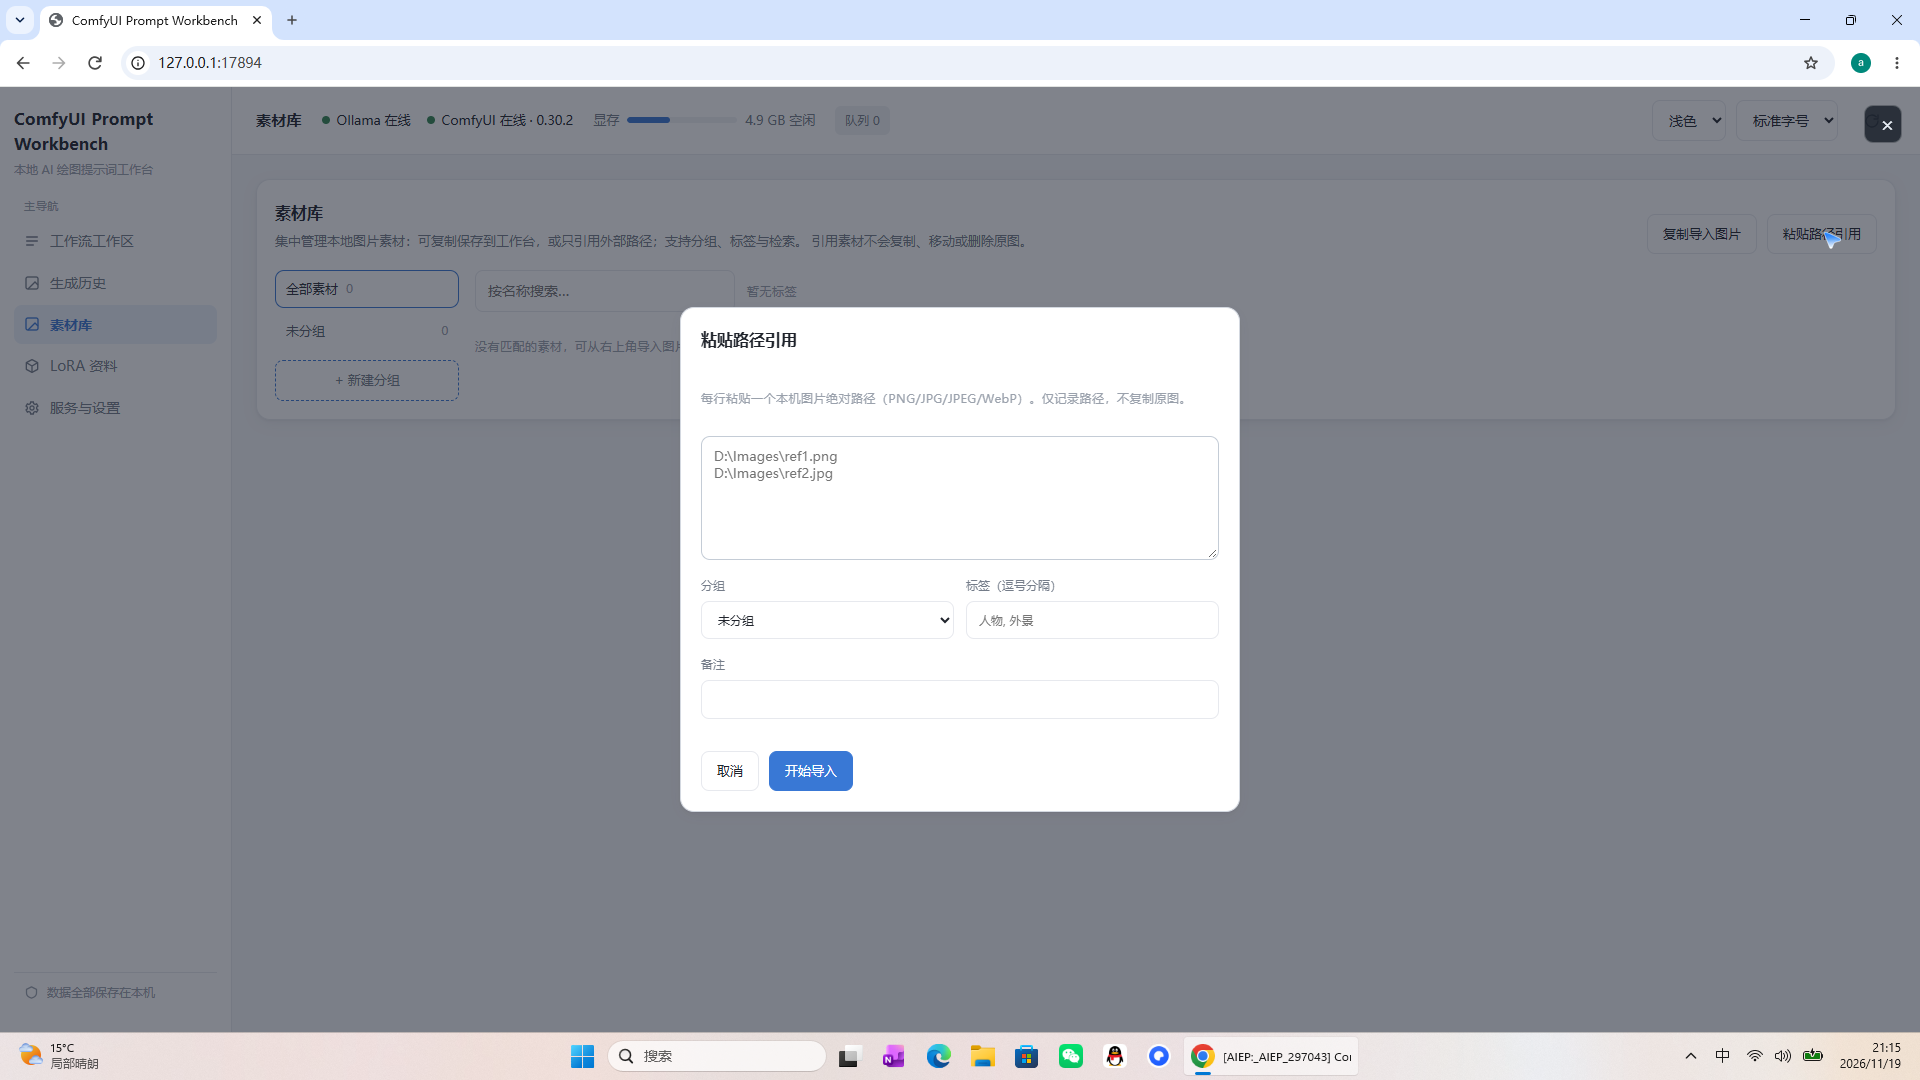 ComfyUI Prompt Workbench
127.0.0.1:17894
a
ComfyUI Prompt
Workbench
本地 AI 绘图提示词工作台
主导航
工作流工作区
生成历史
素材库
LoRA 资料
服务与设置
数据全部保存在本机
素材库
Ollama 在线
ComfyUI 在线 · 0.30.2
显存
4.9 GB 空闲
队列 0
浅色
标准字号
素材库
集中管理本地图片素材：可复制保存到工作台，或只引用外部路径；支持分组、标签与检索。 引用素材不会复制、移动或删除原图。
复制导入图片
粘贴路径引用
全部素材 0
按名称搜索...
暂无标签
未分组 0
没有匹配的素材，可从右上角导入图片
+ 新建分组
粘贴路径引用
每行粘贴一个本机图片绝对路径（PNG/JPG/JPEG/WebP）。仅记录路径，不复制原图。
D:\Images\ref1.png
D:\Images\ref2.jpg
分组
标签（逗号分隔）
未分组
人物, 外景
备注
取消
开始导入
15°C
局部晴朗
搜索
[AIEP:_AIEP_297043] Co
中
21:15
2026/11/19